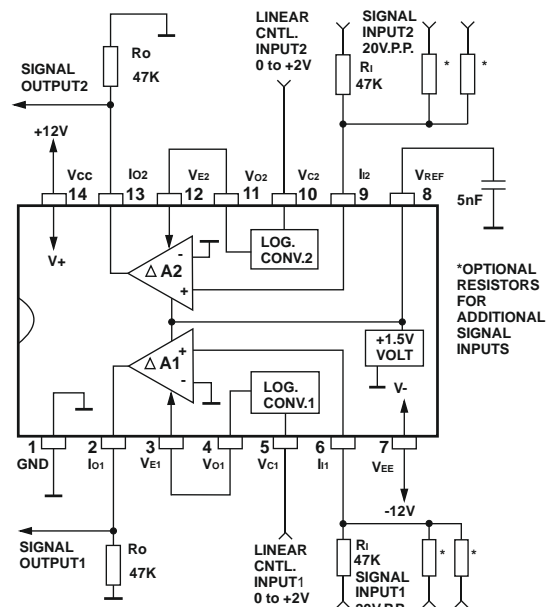 LINEAR
CNTL.
INPUT2
0 to +2V
SIGNAL
INPUT2
20V.P.P.
RO
47K
RI
47K
*
*
SIGNAL
OUTPUT2
+12V
VCC
IO2
VE2
VO2
VC2
II2
VREF
14
13
12
11
10
9
8
5nF
V+
Δ A2
-
+
LOG.
CONV.2
*OPTIONAL
RESISTORS
FOR
ADDITIONAL
SIGNAL
INPUTS
+1.5V
VOLT
Δ A1
+
-
LOG.
CONV.1
V-
1
2
3
4
5
6
7
GND
IO1
VE1
VO1
VC1
II1
VEE
-12V
SIGNAL
OUTPUT1
RO
47K
LINEAR
CNTL.
INPUT1
0 to +2V
RI
47K
SIGNAL
INPUT1
20V.P.P.
*
*